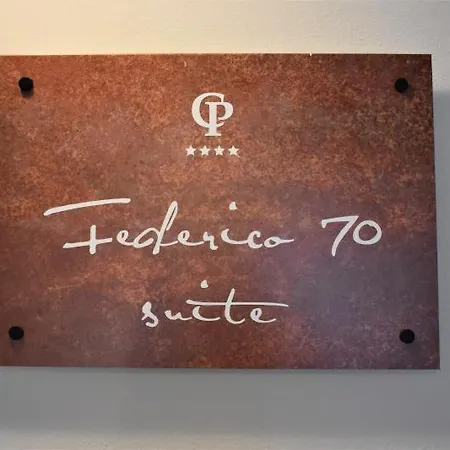 CP
★★★★
Federico 70
suite